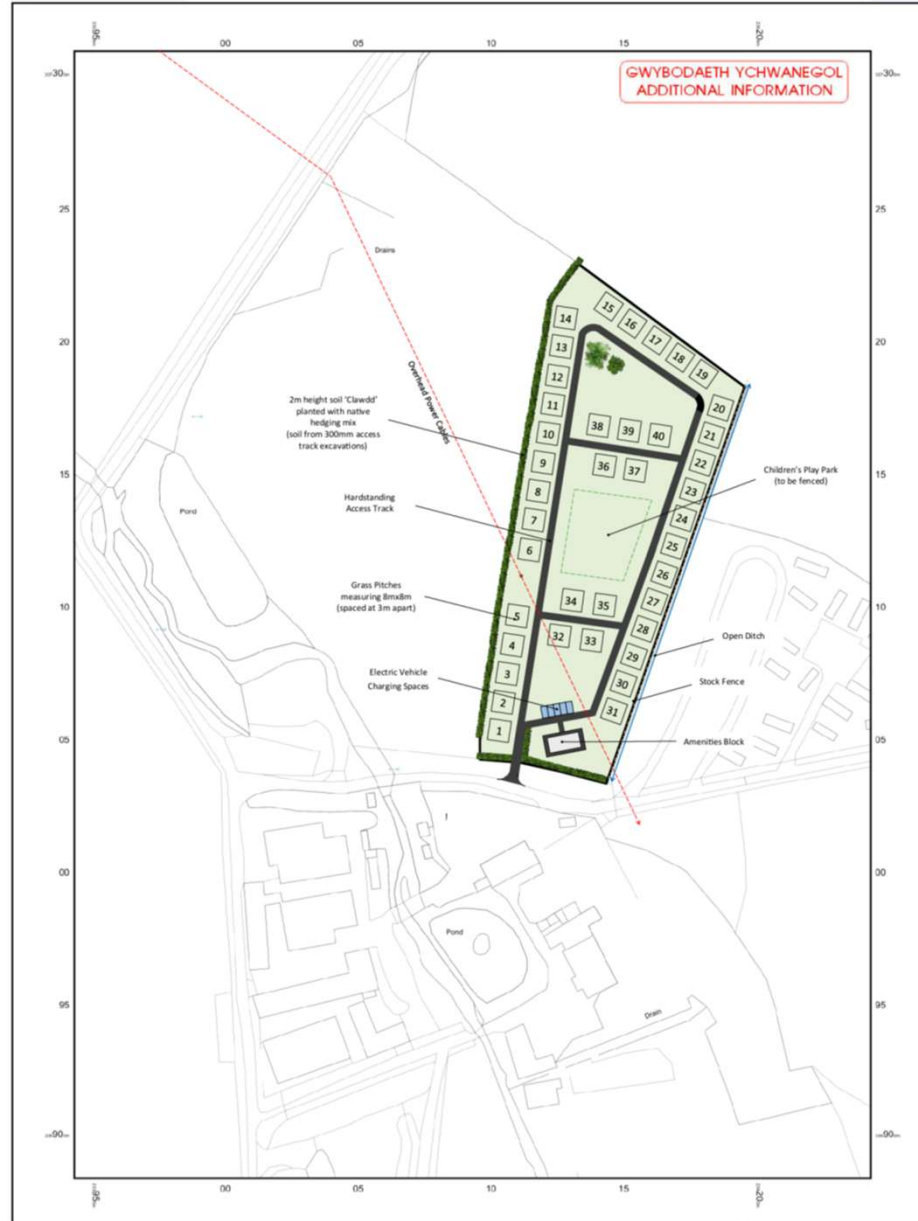 00
05
10
15
GWYBODAETH YCHWANEGOL
ADDITIONAL INFORMATION
30
25
25
Drains
20
20
Overhead Power Cables
2m height soil 'Clawdd'
planted with native
hedging mix
(soil from 300mm access
track excavations)
15
15
Pond
Hardstanding
Access Track
Children's Play Park
(to be fenced)
Grass Pitches
measuring 8mx8m
(spaced at 3m apart)
10
10
Open Ditch
Electric Vehicle
Charging Spaces
Stock Fence
Amenities Block
05
05
15
16
17
18
19
14
13
12
11
10
9
8
7
6
5
4
3
2
1
20
21
22
23
24
25
26
27
28
29
30
31
38
39
40
36
37
34
35
32
33
00
00
Pond
95
95
Drain
90
90
00
05
10
15